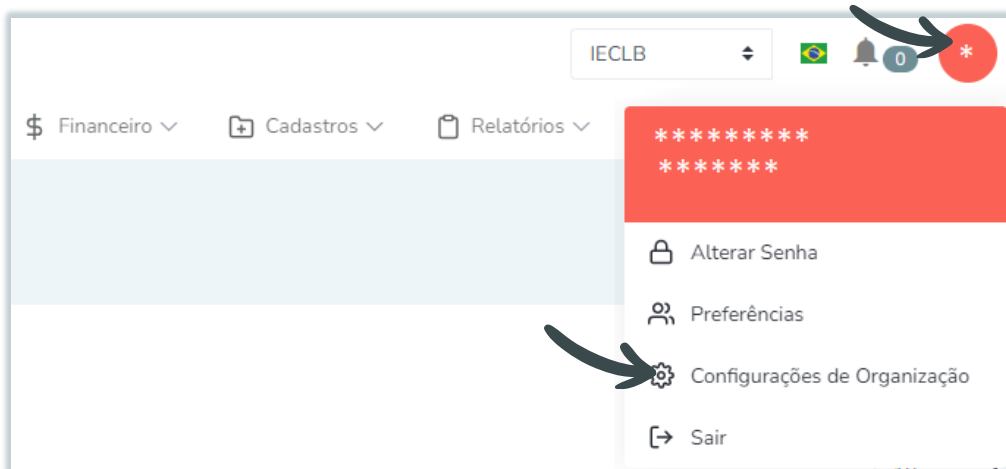 IECLB
0
*
$ Financeiro
Cadastros
Relatórios
*********
*******
Alterar Senha
Preferências
Configurações de Organização
Sair